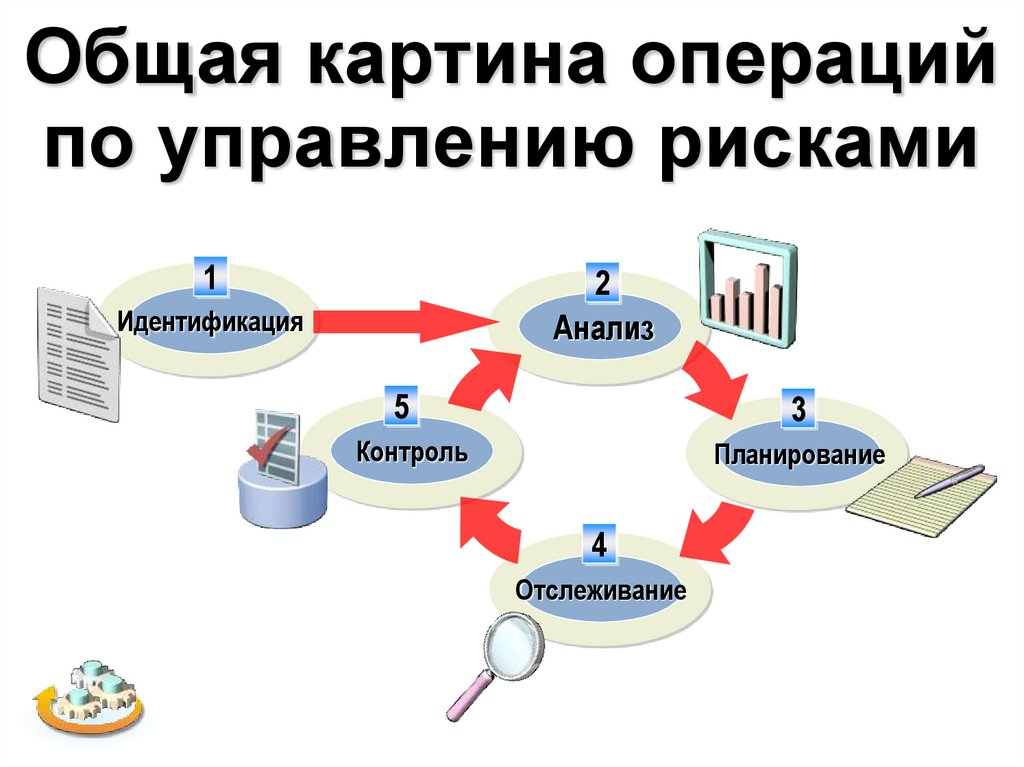 Общая картина операций
по управлению рисками
1
Идентификация
2
Анализ
3
Планирование
4
Отслеживание
5
Контроль